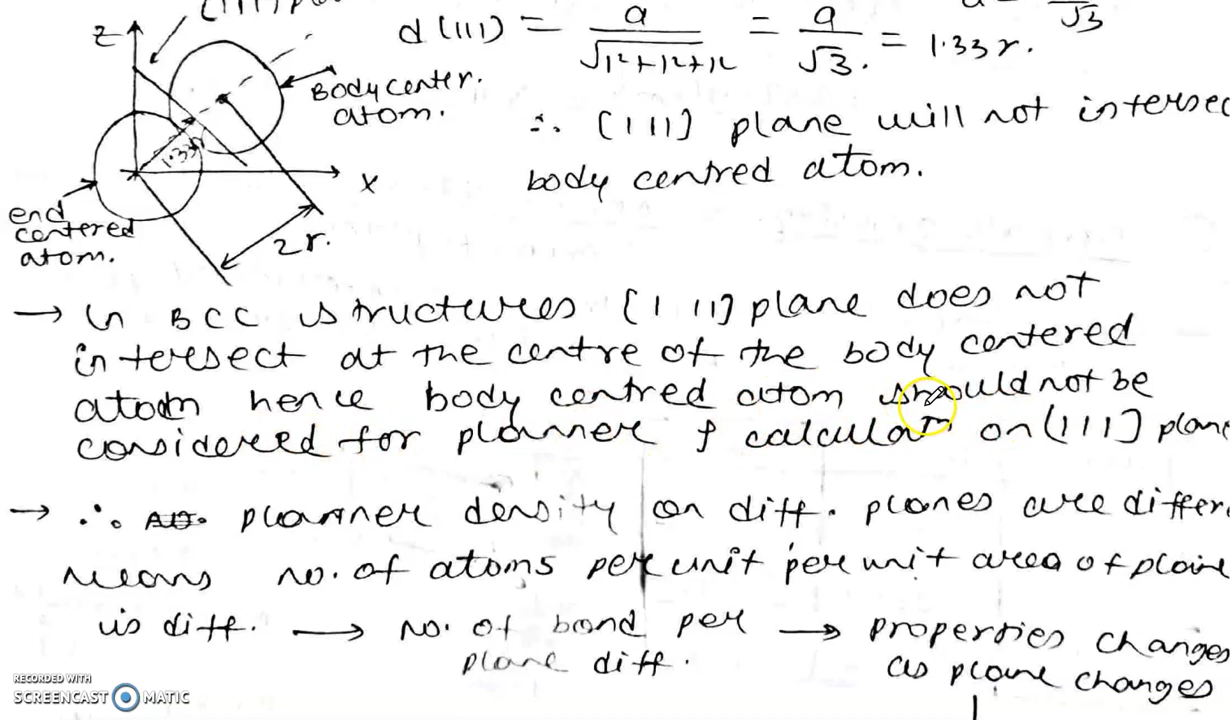 (111) pla
Z
d(111) = a / √1²+1²+1² = a / √3. = 1.33r.
√3
Body center.
atom.
∴ (111) plane will not intersec
body centred atom.
1.33r
X
end
centered
atom.
2r.
→ In BCC structures (111) plane does not
intersect at the centre of the body centered
atom hence body centred atom should not be
considered for planner ρ calculatn on (111) plane
→ ∴ planner density on diff. planes are differ.
means no. of atoms per unit per unit area of plane
is diff. → no. of bond per → properties changes
plane diff. as plane changes
RECORDED WITH
SCREENCAST MATIC